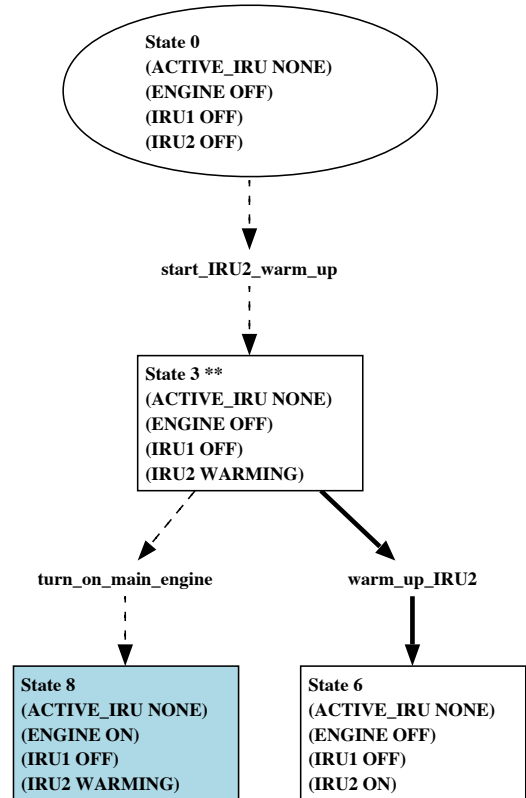 State 0
(ACTIVE_IRU NONE)
(ENGINE OFF)
(IRU1 OFF)
(IRU2 OFF)
start_IRU2_warm_up
State 3 **
(ACTIVE_IRU NONE)
(ENGINE OFF)
(IRU1 OFF)
(IRU2 WARMING)
turn_on_main_engine
warm_up_IRU2
State 8
(ACTIVE_IRU NONE)
(ENGINE ON)
(IRU1 OFF)
(IRU2 WARMING)
State 6
(ACTIVE_IRU NONE)
(ENGINE OFF)
(IRU1 OFF)
(IRU2 ON)